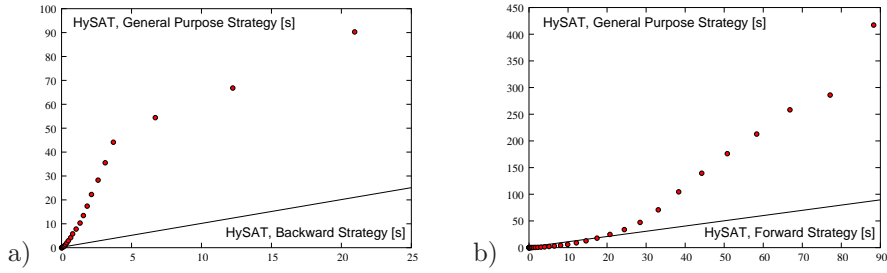 100
90
80
70
60
50
40
30
20
10
0
HySAT, General Purpose Strategy [s]
HySAT, Backward Strategy [s]
0 5 10 15 20 25
a)
450
400
350
300
250
200
150
100
50
0
HySAT, General Purpose Strategy [s]
HySAT, Forward Strategy [s]
0 10 20 30 40 50 60 70 80 90
b)